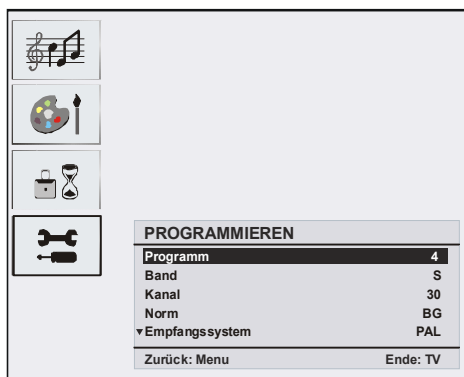 PROGRAMMIEREN
Programm 4
Band S
Kanal 30
Norm BG
▾Empfangssystem PAL
Zurück: Menu Ende: TV